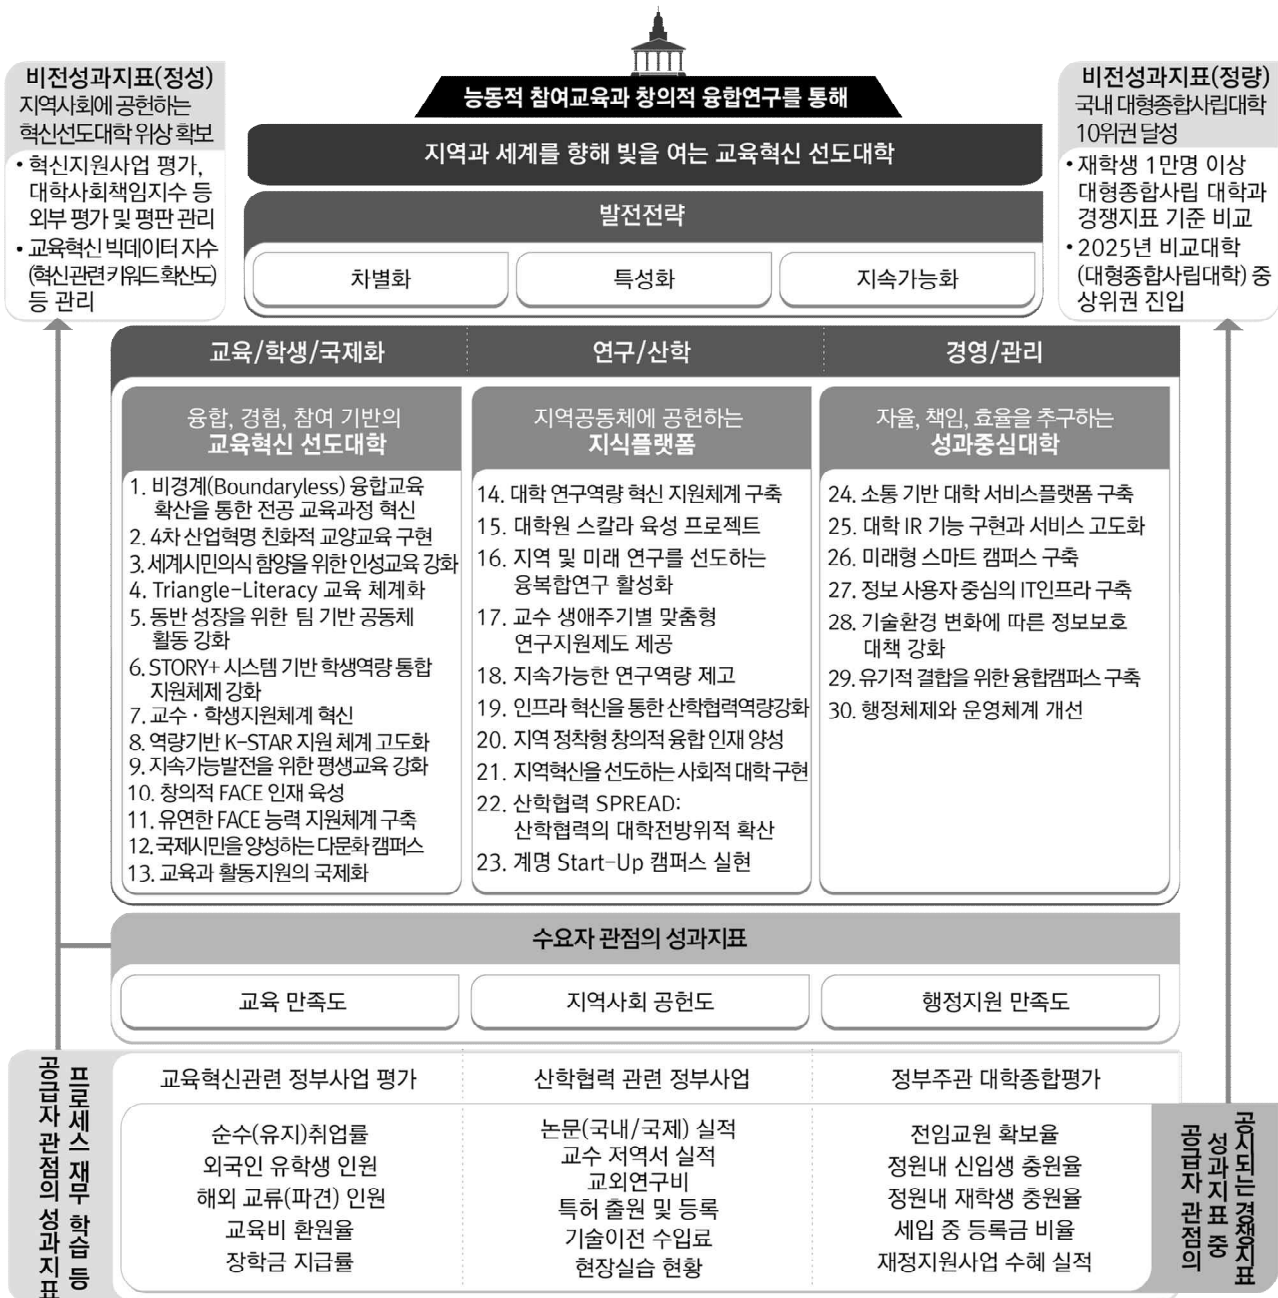 능동적 참여교육과 창의적 융합연구를 통해
지역과 세계를 향해 빛을 여는 교육혁신 선도대학
비전성과지표(정성)
지역사회에 공헌하는
혁신선도대학 위상 확보
• 혁신지원사업 평가,
대학사회책임지수 등
외부 평가 및 평판 관리
• 교육혁신 빅데이터 지수
(혁신관련 키워드 확산도)
등 관리
비전성과지표(정량)
국내 대형종합사립대학
10위권 달성
• 재학생 1만명 이상
대형종합사립 대학과
경쟁지표 기준 비교
• 2025년 비교대학
(대형종합사립대학) 중
상위권 진입
발전전략
차별화
특성화
지속가능화
교육/학생/국제화
융합, 경험, 참여 기반의
교육혁신 선도대학
1. 비경계(Boundaryless) 융합교육
확산을 통한 전공 교육과정 혁신
2. 4차 산업혁명 친화적 교양교육 구현
3. 세계시민의식 함양을 위한 인성교육 강화
4. Triangle-Literacy 교육 체계화
5. 동반 성장을 위한 팀 기반 공동체
활동 강화
6. STORY+ 시스템 기반 학생역량 통합
지원체제 강화
7. 교수 · 학생지원체계 혁신
8. 역량기반 K-STAR 지원 체계 고도화
9. 지속가능발전을 위한 평생교육 강화
10. 창의적 FACE 인재 육성
11. 유연한 FACE 능력 지원체계 구축
12. 국제시민을 양성하는 다문화 캠퍼스
13. 교육과 활동지원의 국제화
연구/산학
지역공동체에 공헌하는
지식플랫폼
14. 대학 연구역량 혁신 지원체계 구축
15. 대학원 스칼라 육성 프로젝트
16. 지역 및 미래 연구를 선도하는
융복합연구 활성화
17. 교수 생애주기별 맞춤형
연구지원제도 제공
18. 지속가능한 연구역량 제고
19. 인프라 혁신을 통한 산학협력역량강화
20. 지역 정착형 창의적 융합 인재 양성
21. 지역혁신을 선도하는 사회적 대학 구현
22. 산학협력 SPREAD:
산학협력의 대학전방위적 확산
23. 계명 Start-Up 캠퍼스 실현
경영/관리
자율, 책임, 효율을 추구하는
성과중심대학
24. 소통 기반 대학 서비스플랫폼 구축
25. 대학 IR 기능 구현과 서비스 고도화
26. 미래형 스마트 캠퍼스 구축
27. 정보 사용자 중심의 IT인프라 구축
28. 기술환경 변화에 따른 정보보호
대책 강화
29. 유기적 결합을 위한 융합캠퍼스 구축
30. 행정체제와 운영체계 개선
수요자 관점의 성과지표
교육 만족도
지역사회 공헌도
행정지원 만족도
프로세스 재무 학습 등
공급자 관점의 성과지표
교육혁신관련 정부사업 평가
순수(유지)취업률
외국인 유학생 인원
해외 교류(파견) 인원
교육비 환원율
장학금 지급률
산학협력 관련 정부사업
논문(국내/국제) 실적
교수 저역서 실적
교외연구비
특허 출원 및 등록
기술이전 수입료
현장실습 현황
정부주관 대학종합평가
전임교원 확보율
정원내 신입생 충원율
정원내 재학생 충원율
세입 중 등록금 비율
재정지원사업 수혜 실적
공급자 관점의
성과지표 중
공시되는 경쟁지표